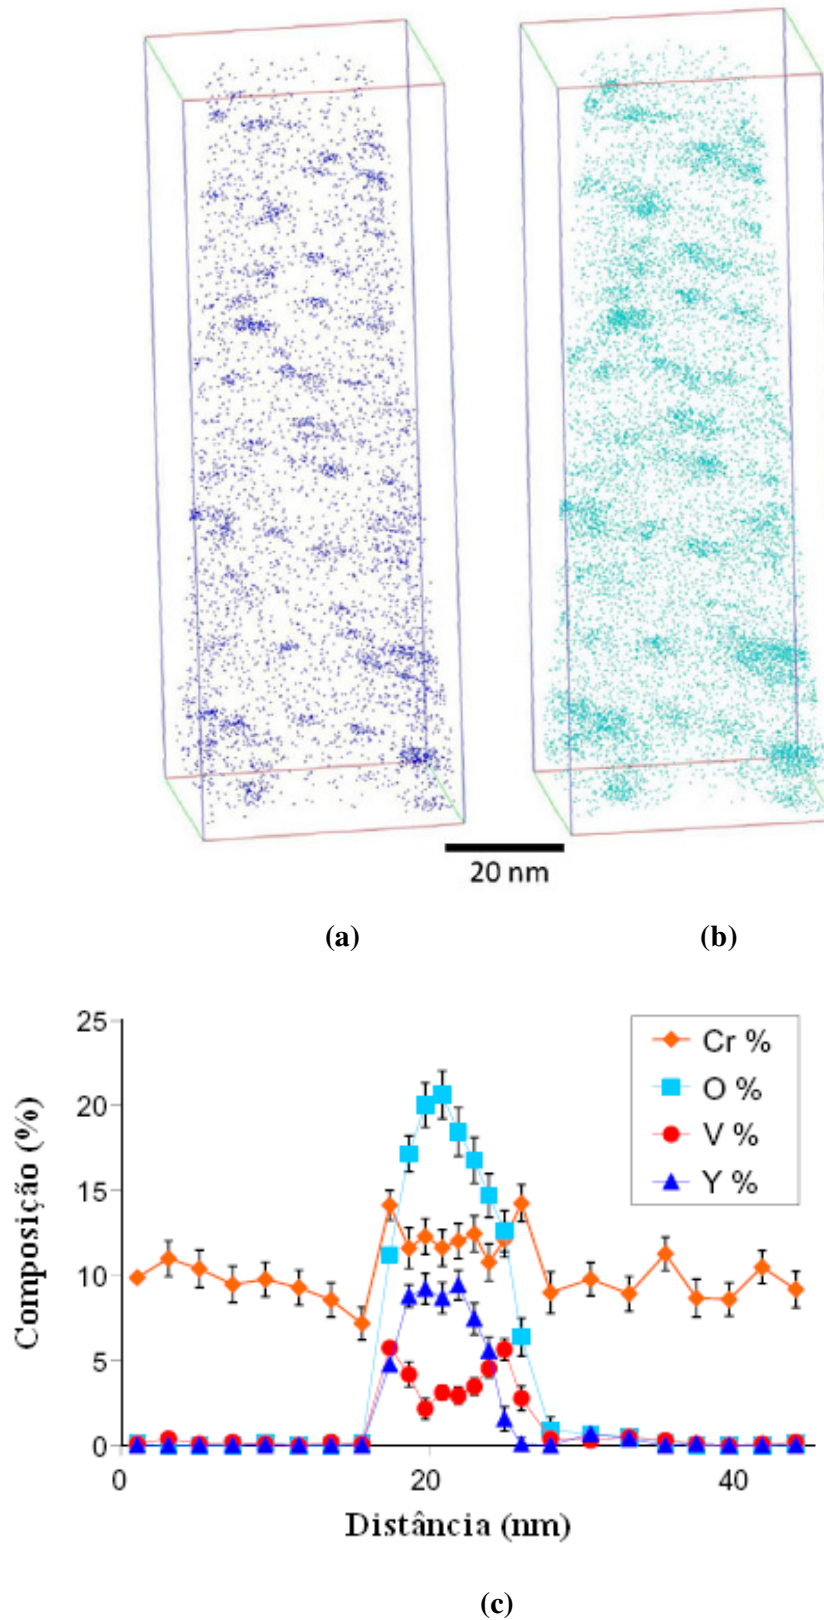 20 nm
(a) (b)
25
20
15
10
5
0
Composição (%)
Cr %
O %
V %
Y %
0 20 40
Distância (nm)
(c)